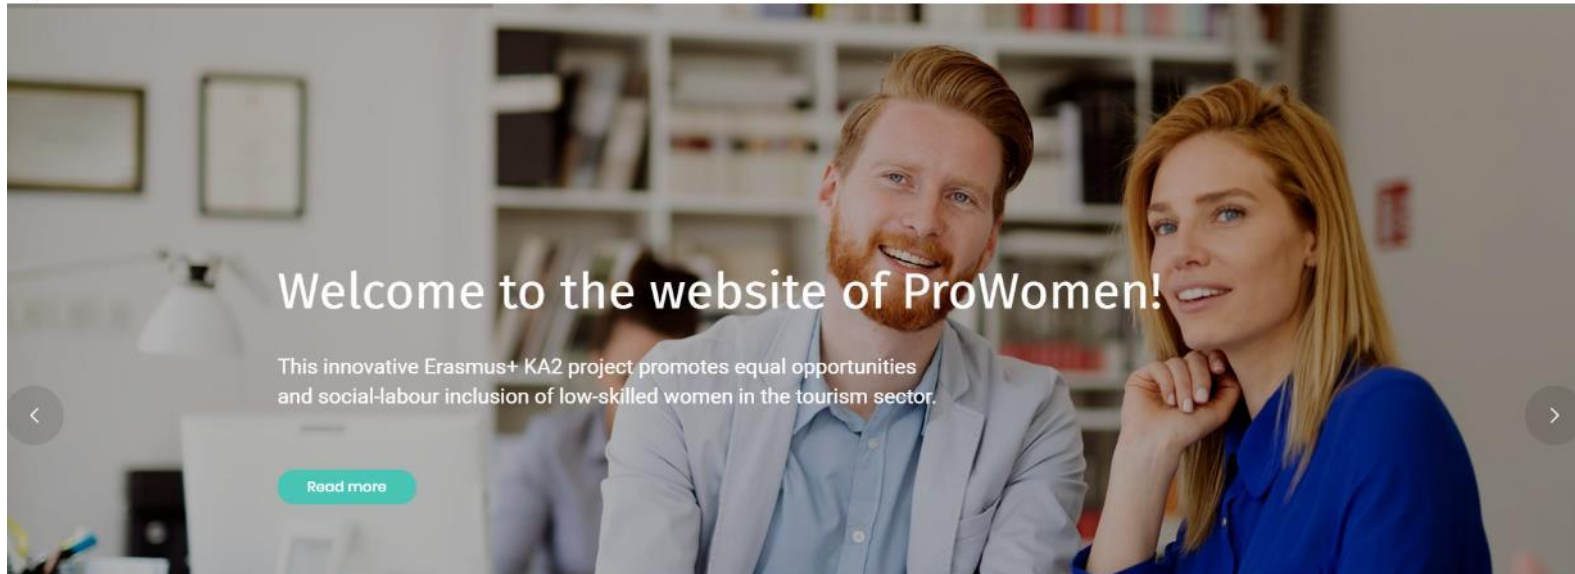 Welcome to the website of ProWomen!
This innovative Erasmus+ KA2 project promotes equal opportunities
and social-labour inclusion of low-skilled women in the tourism sector.
Read more